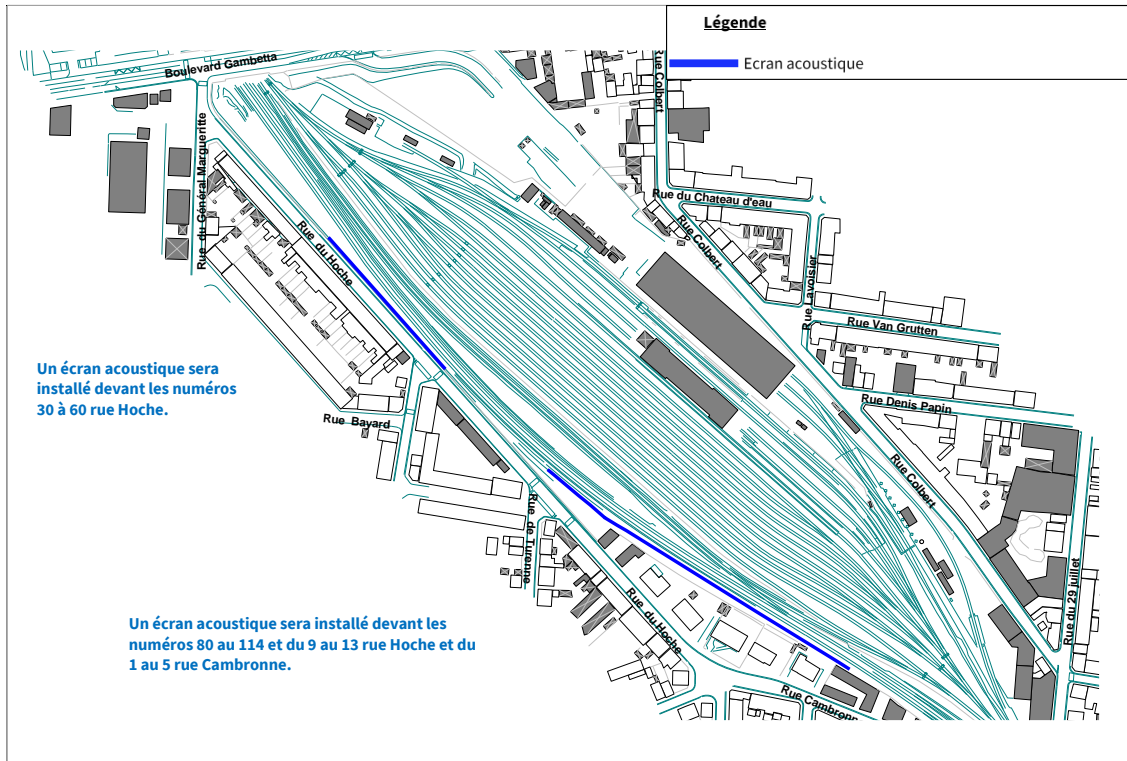 Légende
Ecran acoustique
Boulevard Gambetta
Rue Colbert
Rue du Général Margueritte
Rue du Chateau d'eau
Rue du Hoche
Rue Colbert
Rue Lavoisier
Rue Van Grutten
Un écran acoustique sera
installé devant les numéros
30 à 60 rue Hoche.
Rue Bayard
Rue Denis Papin
Rue Colbert
Rue de Turenne
Rue du 29 juillet
Un écran acoustique sera installé devant les
numéros 80 au 114 et du 9 au 13 rue Hoche et du
1 au 5 rue Cambronne.
Rue du Hoche
Rue Cambronn